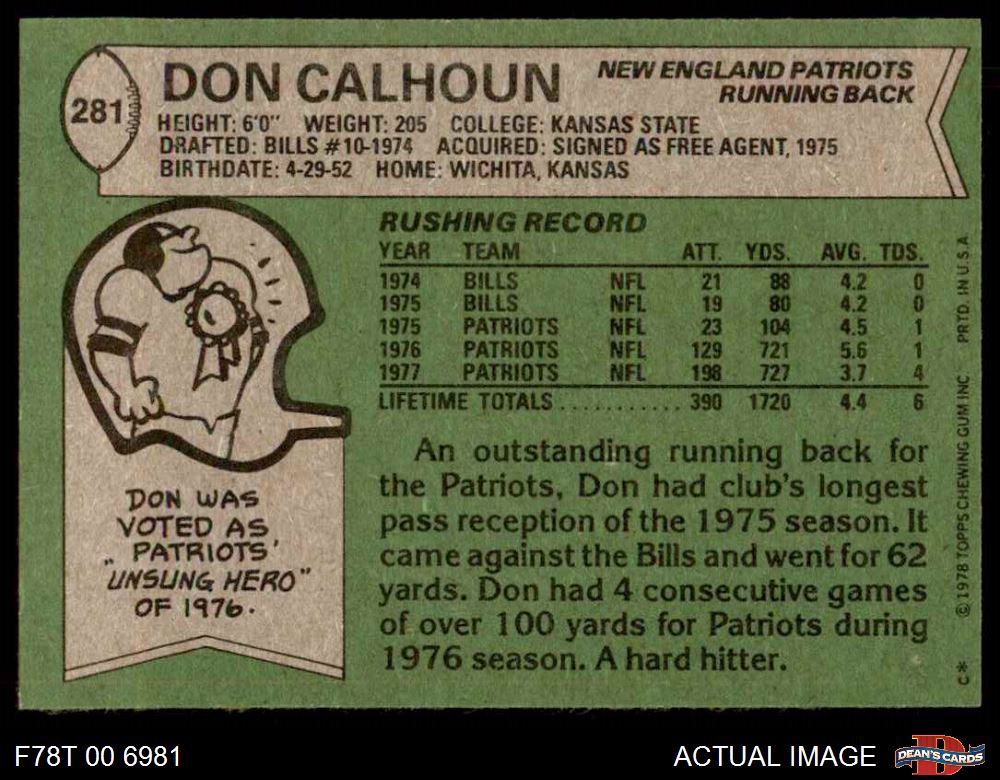 281
DON CALHOUN
NEW ENGLAND PATRIOTS
RUNNING BACK
HEIGHT: 6'0" WEIGHT: 205 COLLEGE: KANSAS STATE
DRAFTED: BILLS #10-1974 ACQUIRED: SIGNED AS FREE AGENT, 1975
BIRTHDATE: 4-29-52 HOME: WICHITA, KANSAS
RUSHING RECORD
YEAR TEAM ATT. YDS. AVG. TDS.
1974 BILLS NFL 21 88 4.2 0
1975 BILLS NFL 19 80 4.2 0
1975 PATRIOTS NFL 23 104 4.5 1
1976 PATRIOTS NFL 129 721 5.6 1
1977 PATRIOTS NFL 198 727 3.7 4
LIFETIME TOTALS ........... 390 1720 4.4 6
An outstanding running back for
the Patriots, Don had club's longest
pass reception of the 1975 season. It
came against the Bills and went for 62
yards. Don had 4 consecutive games
of over 100 yards for Patriots during
1976 season. A hard hitter.
DON WAS
VOTED AS
"PATRIOTS'
UNSUNG HERO"
OF 1976.
C* © 1978 TOPPS CHEWING GUM INC. PRTD. IN U.S.A.
F78T 00 6981
ACTUAL IMAGE
D
DEAN'S CARDS